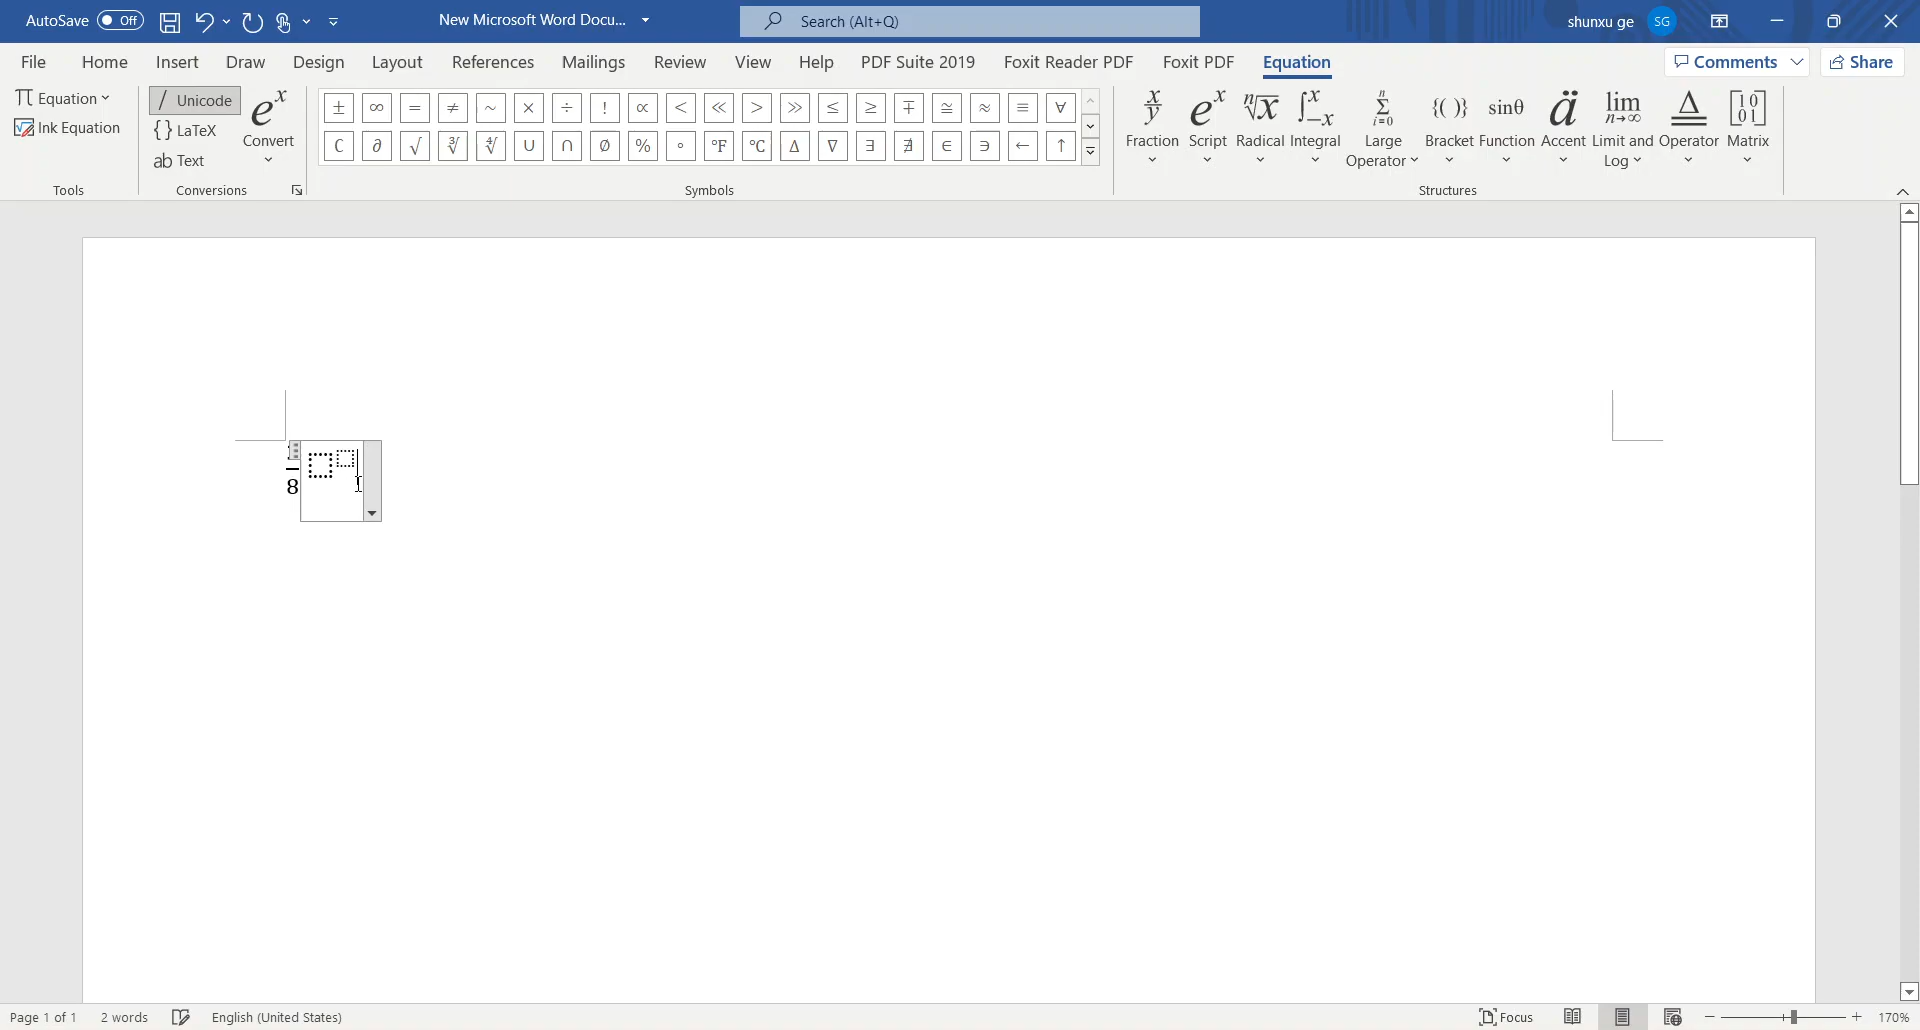 AutoSave Off New Microsoft Word Docu... Search (Alt+Q) shunxu ge SG
File Home Insert Draw Design Layout References Mailings Review View Help PDF Suite 2019 Foxit Reader PDF Foxit PDF Equation Comments Share
Equation
Ink Equation
Tools
Unicode
{} LaTeX
ab Text
Convert
Conversions
± ∞ = ≠ ~ × ÷ ! ∝ < ≪ > ≫ ≤ ≥ ∓ ≅ ≈ ≡ ∀
∁ ∂ √ ∛ ∜ ∪ ∩ ∅ % ° °F °C ∆ ∇ ∃ ∄ ∈ ∋ ← ↑
Symbols
Fraction
Script
Radical
Integral
Large
Operator
Bracket
Function
Accent
Limit and
Log
Operator
Matrix
Structures
8
Page 1 of 1 2 words English (United States) Focus 170%